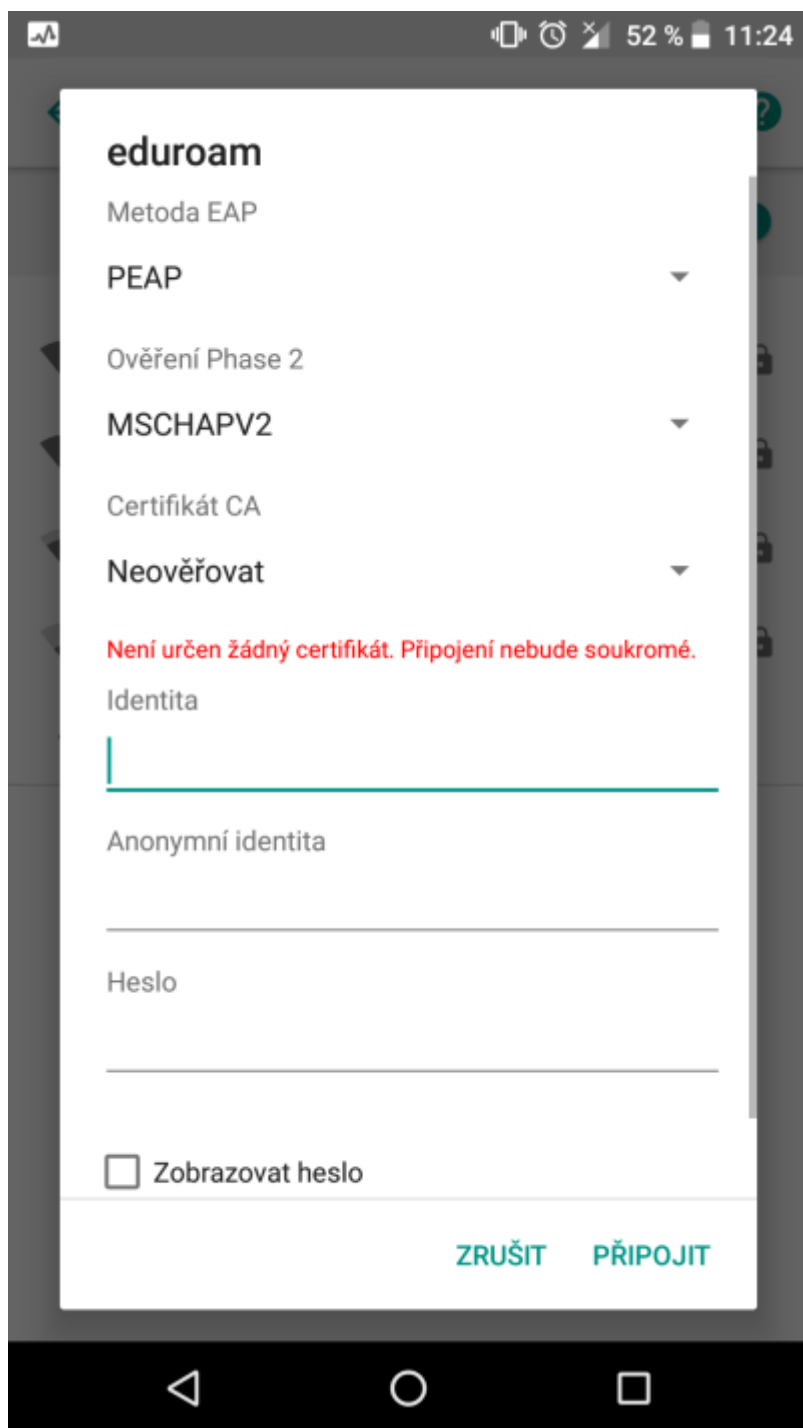 52 % 11:24
eduroam
Metoda EAP
PEAP
Ověření Phase 2
MSCHAPV2
Certifikát CA
Neověřovat
Není určen žádný certifikát. Připojení nebude soukromé.
Identita
Anonymní identita
Heslo
Zobrazovat heslo
ZRUŠIT PŘIPOJIT